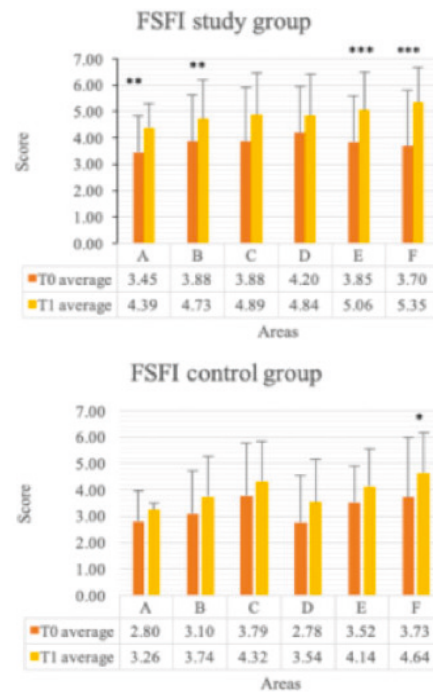 FSFI study group
7.00
6.00
5.00
4.00
3.00
2.00
1.00
0.00
Score
** ** *** ***
A B C D E F
T0 average 3.45 3.88 3.88 4.20 3.85 3.70
T1 average 4.39 4.73 4.89 4.84 5.06 5.35
Areas
FSFI control group
7.00
6.00
5.00
4.00
3.00
2.00
1.00
0.00
Score
*
A B C D E F
T0 average 2.80 3.10 3.79 2.78 3.52 3.73
T1 average 3.26 3.74 4.32 3.54 4.14 4.64
Areas